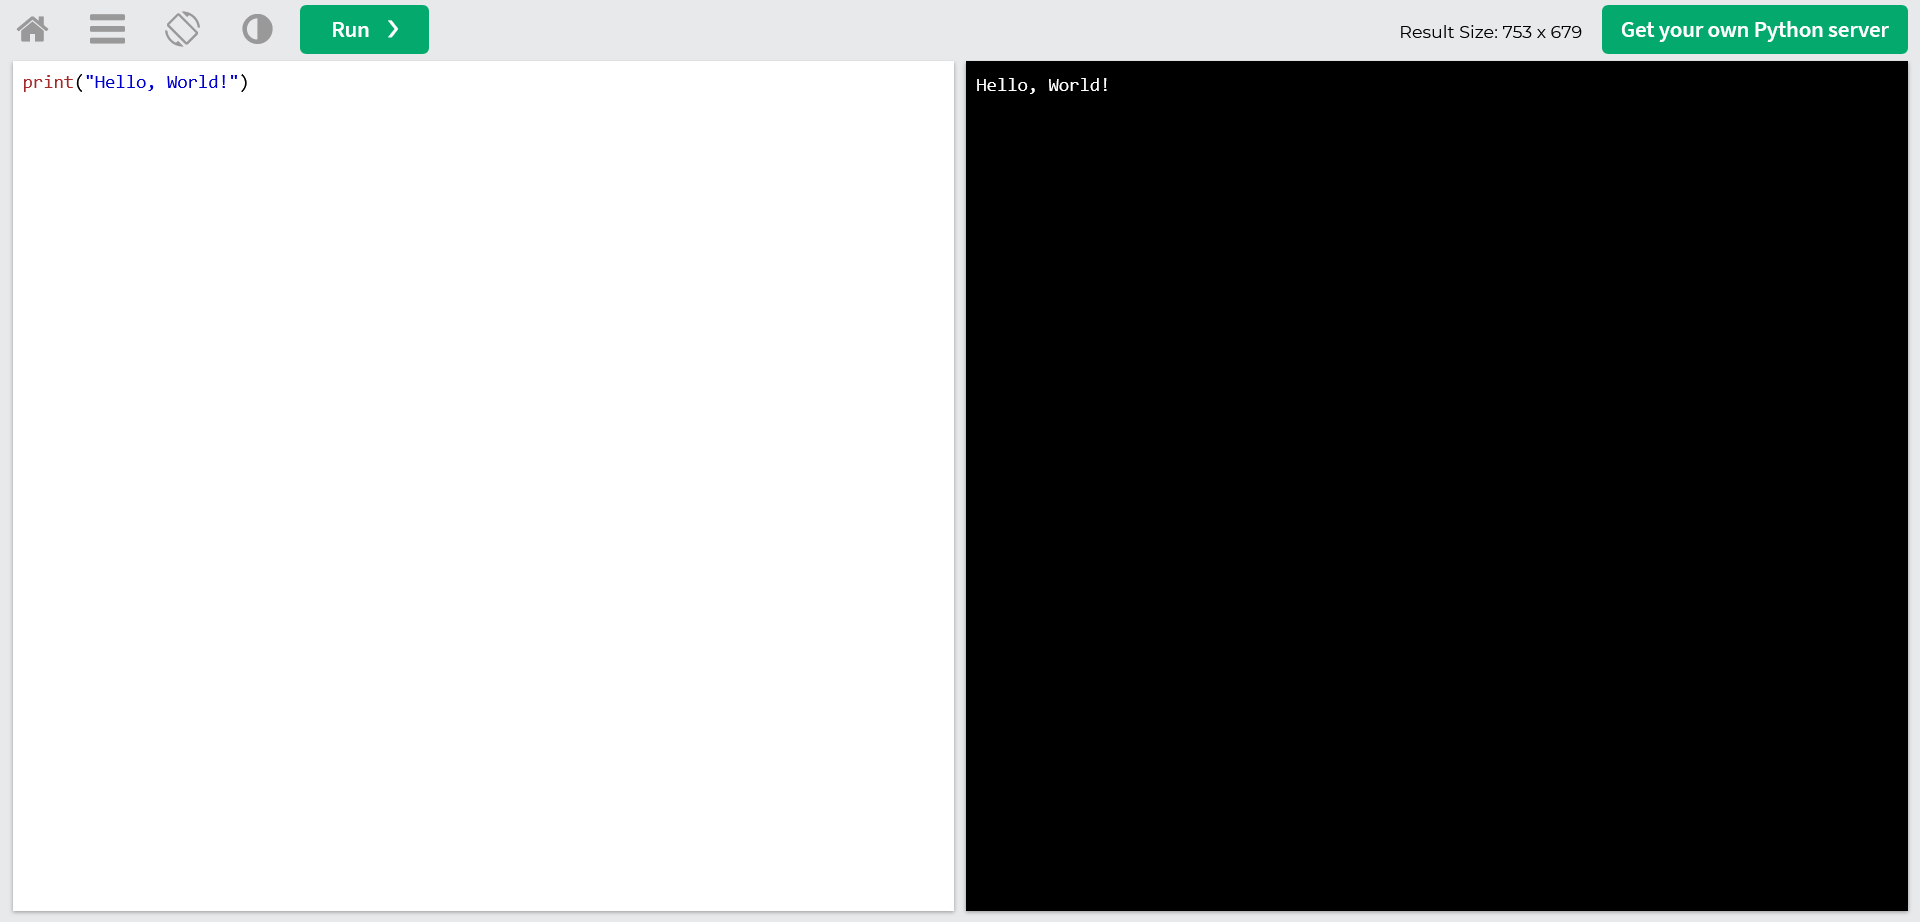 Run ❯
Result Size: 753 x 679
Get your own Python server
print("Hello, World!")
Hello, World!